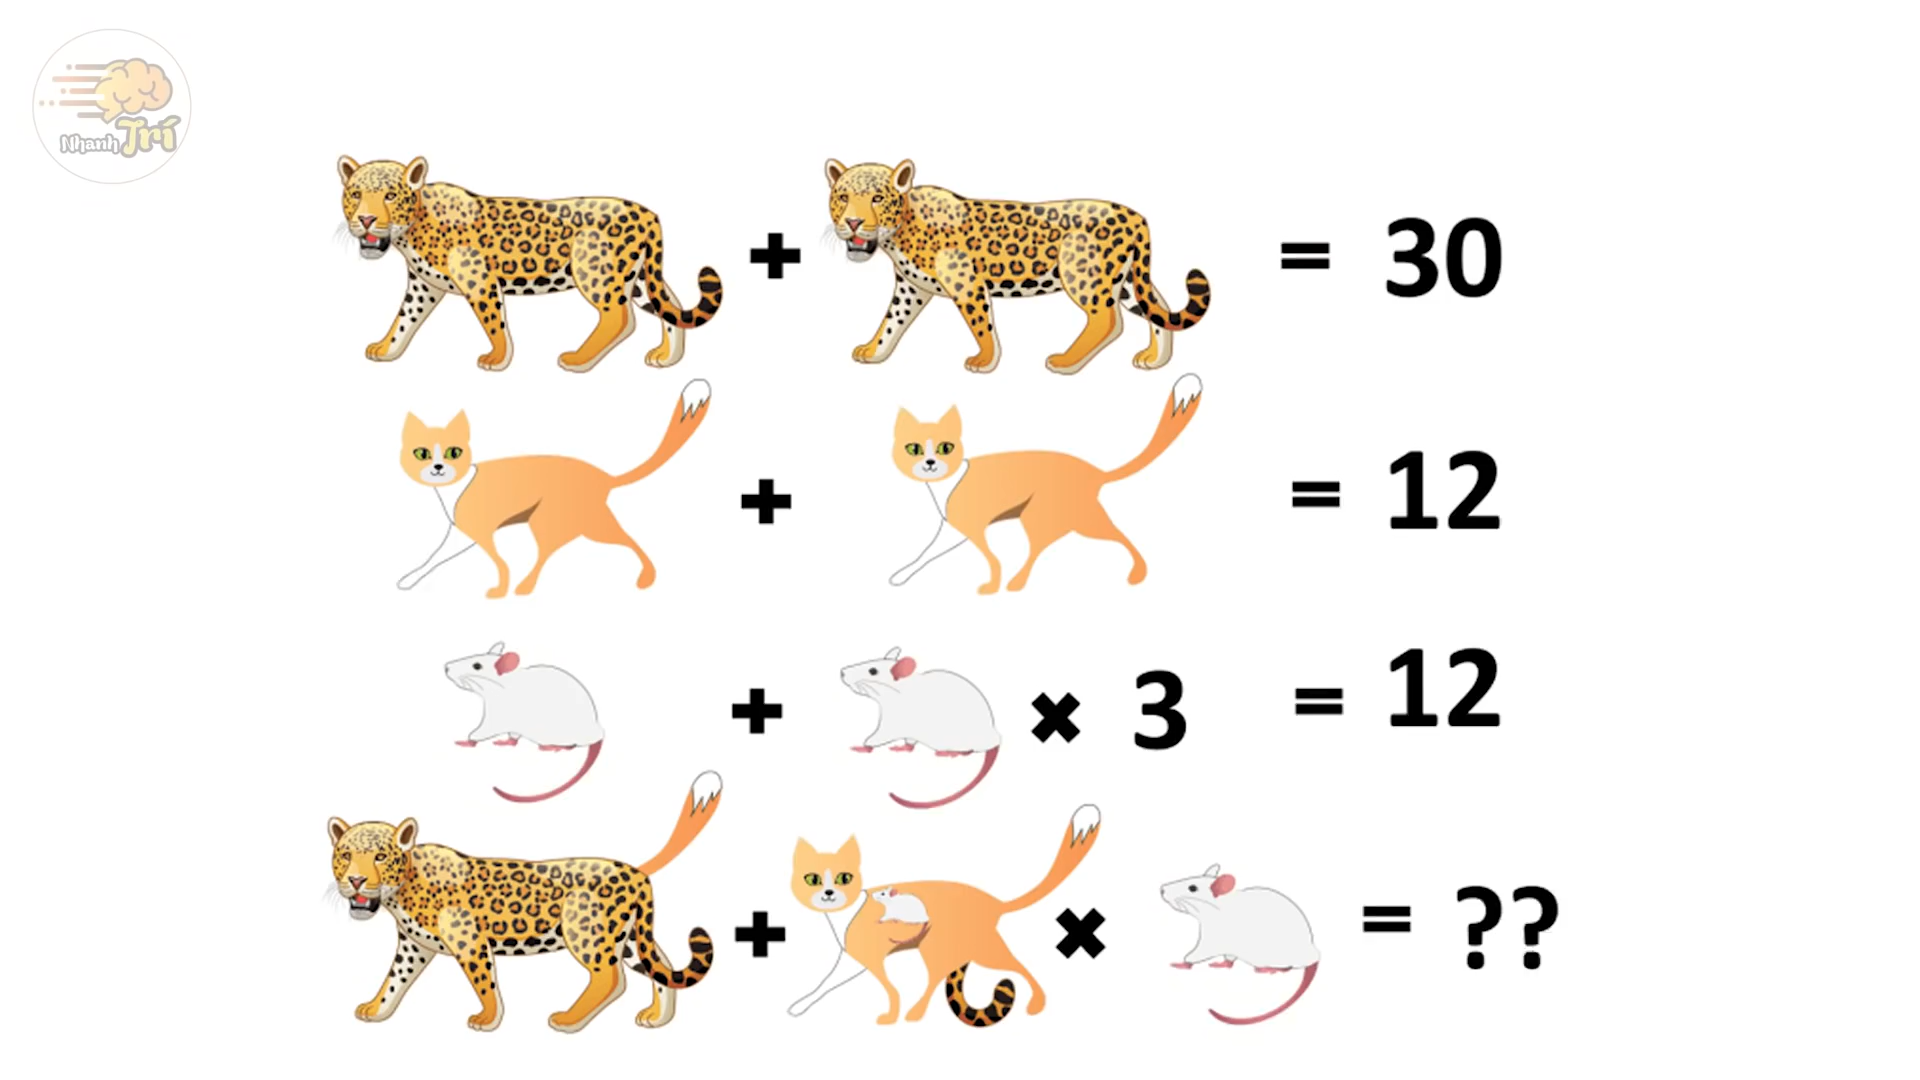 Nhanh Trí
+ = 30
+ = 12
+ × 3 = 12
+ × = ??